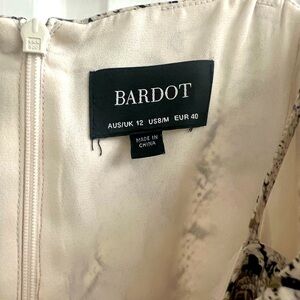 BARDOT
AUS/UK 12 US8/M EUR 40
MADE IN
CHINA